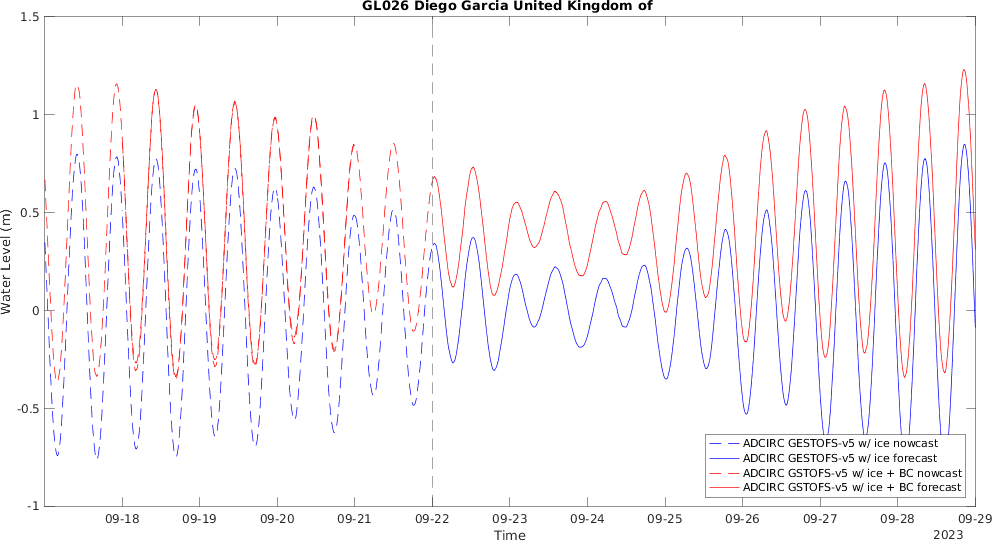 GL026 Diego Garcia United Kingdom of
1.5
1
0.5
0
-0.5
-1
Water Level (m)
ADCIRC GESTOFS-v5 w/ ice nowcast
ADCIRC GESTOFS-v5 w/ ice forecast
ADCIRC GSTOFS-v5 w/ ice + BC nowcast
ADCIRC GSTOFS-v5 w/ ice + BC forecast
09-18 09-19 09-20 09-21 09-22 09-23 09-24 09-25 09-26 09-27 09-28 09-29
Time
2023